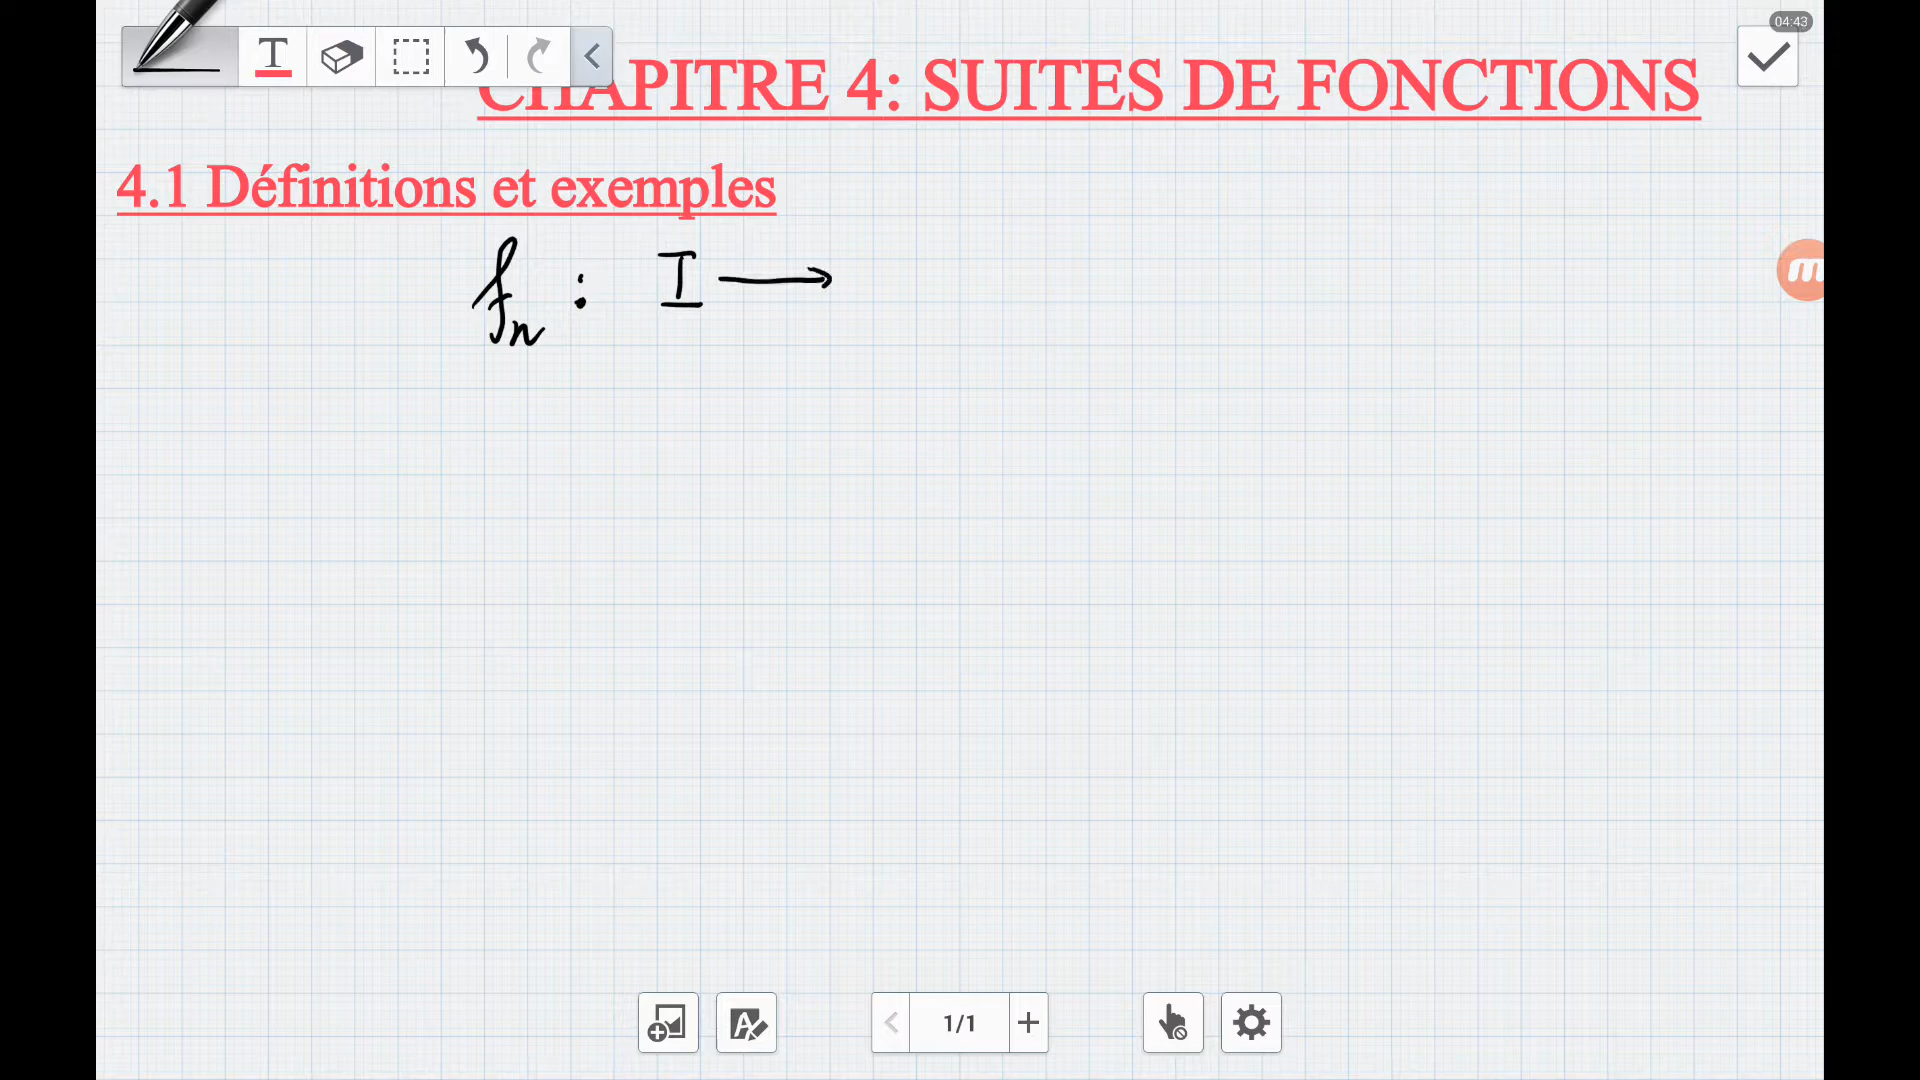 04:43
T
CHAPITRE 4: SUITES DE FONCTIONS
4.1 Définitions et exemples
fₙ : I ⟶
1/1